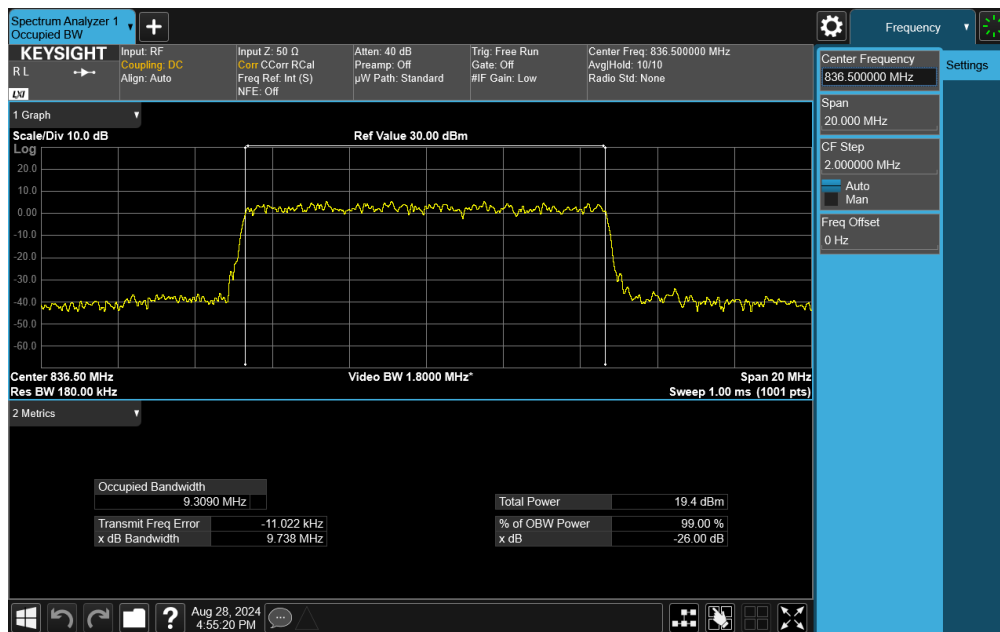 Spectrum Analyzer 1
Occupied BW
Frequency
KEYSIGHT
R L
LXI
Input: RF
Coupling: DC
Align: Auto
Input Z: 50 Ω
Corr CCorr RCal
Freq Ref: Int (S)
NFE: Off
Atten: 40 dB
Preamp: Off
µW Path: Standard
Trig: Free Run
Gate: Off
#IF Gain: Low
Center Freq: 836.500000 MHz
Avg|Hold: 10/10
Radio Std: None
Center Frequency
836.500000 MHz
Settings
Span
20.000 MHz
CF Step
2.000000 MHz
Auto
Man
Freq Offset
0 Hz
1 Graph
Scale/Div 10.0 dB
Ref Value 30.00 dBm
Log
20.0
10.0
0.00
-10.0
-20.0
-30.0
-40.0
-50.0
-60.0
Center 836.50 MHz
Video BW 1.8000 MHz*
Span 20 MHz
Res BW 180.00 kHz
Sweep 1.00 ms (1001 pts)
2 Metrics
Occupied Bandwidth
9.3090 MHz
Total Power 19.4 dBm
Transmit Freq Error -11.022 kHz
% of OBW Power 99.00 %
x dB Bandwidth 9.738 MHz
x dB -26.00 dB
?
Aug 28, 2024
4:55:20 PM